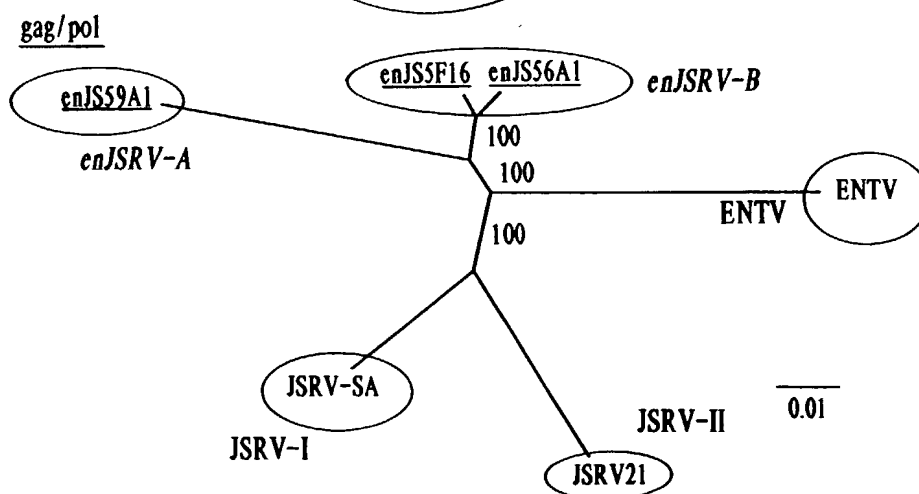 gag/pol
enJS5F16 enJS56A1
enJSRV-B
enJS59A1
enJSRV-A
100
100
ENTV
ENTV
100
JSRV-SA
JSRV-I
0.01
JSRV-II
JSRV21